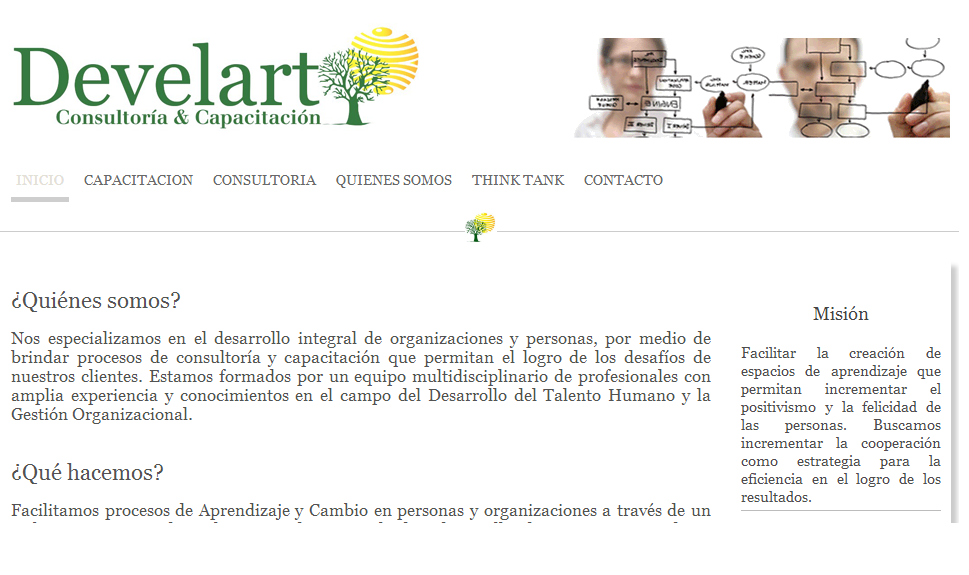 Develart
Consultoría & Capacitación
INICIO CAPACITACION CONSULTORIA QUIENES SOMOS THINK TANK CONTACTO
¿Quiénes somos?
Nos especializamos en el desarrollo integral de organizaciones y personas, por medio de
brindar procesos de consultoría y capacitación que permitan el logro de los desafíos de
nuestros clientes. Estamos formados por un equipo multidisciplinario de profesionales con
amplia experiencia y conocimientos en el campo del Desarrollo del Talento Humano y la
Gestión Organizacional.
¿Qué hacemos?
Facilitamos procesos de Aprendizaje y Cambio en personas y organizaciones a través de un
Misión
Facilitar la creación de
espacios de aprendizaje que
permitan incrementar el
positivismo y la felicidad de
las personas. Buscamos
incrementar la cooperación
como estrategia para la
eficiencia en el logro de los
resultados.